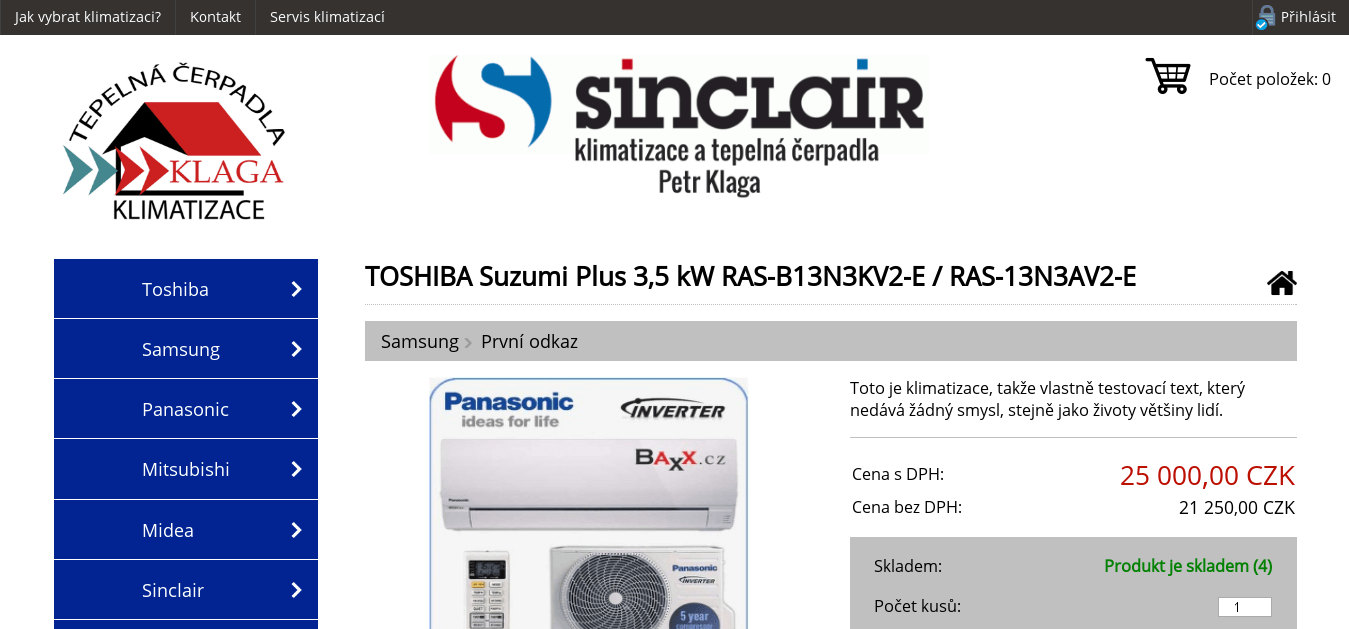 Jak vybrat klimatizaci?
Kontakt
Servis klimatizací
Přihlásit
TEPELNÁ ČERPADLA
KLAGA
KLIMATIZACE
sinclair
klimatizace a tepelná čerpadla
Petr Klaga
Počet položek: 0
Toshiba
Samsung
Panasonic
Mitsubishi
Midea
Sinclair
TOSHIBA Suzumi Plus 3,5 kW RAS-B13N3KV2-E / RAS-13N3AV2-E
Samsung
První odkaz
Panasonic
ideas for life
INVERTER
BAXX.cz
Panasonic
Panasonic
INVERTER
5 year
Toto je klimatizace, takže vlastně testovací text, který
nedává žádný smysl, stejně jako životy většiny lidí.
Cena s DPH: 25 000,00 CZK
Cena bez DPH: 21 250,00 CZK
Skladem: Produkt je skladem (4)
Počet kusů: 1